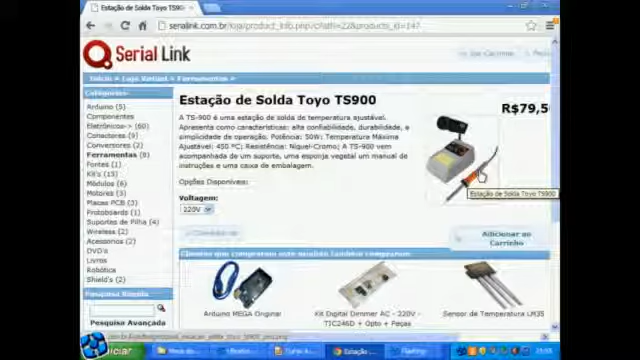 Estação de Solda Toyo TS90
seriallink.com.br/loja/product_info.php/cPath=22&products_id=147
Serial Link
Ver Carrinho
Início » Loja Virtual » Ferramentas »
Categorias
Arduino (5)
Componentes
Eletrônicos-> (60)
Conectores (9)
Conversores (2)
Ferramentas (8)
Fontes (1)
Kit's (13)
Módulos (6)
Motores (3)
Placas PCB (3)
Protoboards (1)
Suportes de Pilha (4)
Wireless (2)
Acessorios (2)
DVD's
Livros
Robótica
Shield's (2)
Pesquisa Rápida
Pesquisa Avançada
Estação de Solda Toyo TS900
R$79,5
A TS-900 é uma estação de solda de temperatura ajustável.
Apresenta como características: alta confiabilidade, durabilidade, e
simplicidade de operação. Potência: 50W; Temperatura Máxima
Ajustável: 450 ºC; Resistência: Níquel-Cromo; A TS-900 vem
acompanhada de um suporte, uma esponja vegetal um manual de
instruções e uma caixa de embalagem.
Opções Disponíveis:
Voltagem:
220V
Estação de Solda Toyo TS900
Adicionar ao
Carrinho
Clientes que compraram este produto também compraram
Arduino MEGA Original
Kit Digital Dimmer AC - 220V -
TIC246D + Opto + Peças
Sensor de Temperatura LM35
Iniciar
Estação